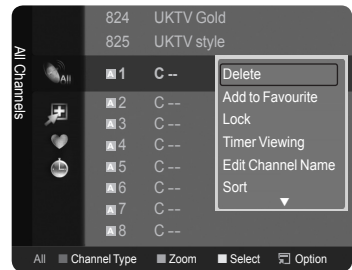 824 UKTV Gold
825 UKTV style
All Channels
All
A 1 C --
A 2 C --
A 3 C --
A 4 C --
A 5 C --
A 6 C --
A 7 C --
A 8 C --
Delete
Add to Favourite
Lock
Timer Viewing
Edit Channel Name
Sort
All Channel Type Zoom Select Option